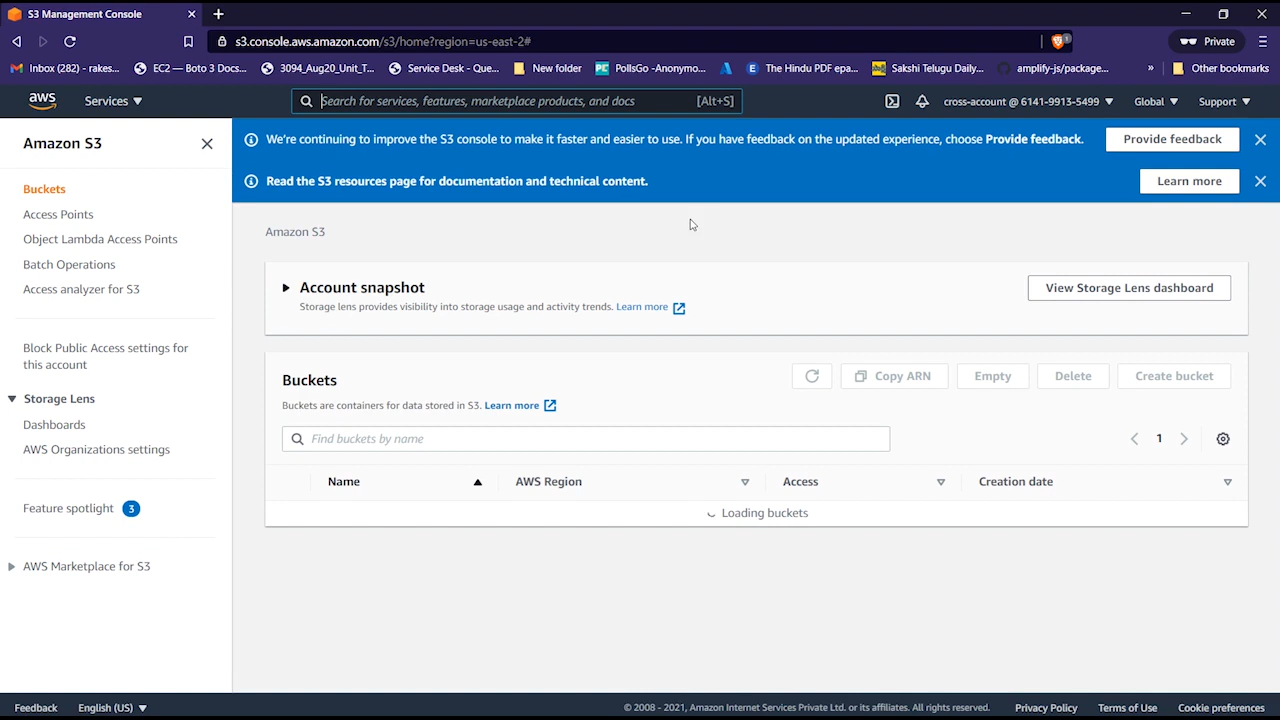 S3 Management Console
s3.console.aws.amazon.com/s3/home?region=us-east-2#
1
Private
Inbox (282) - rakes...
EC2 — Boto 3 Docs...
3094_Aug20_Unit_T...
Service Desk - Que...
New folder
PC
PollsGo -Anonymo...
E
The Hindu PDF epa...
Sakshi Telugu Daily...
amplify-js/package...
»
Other bookmarks
aws
Services
Search for services, features, marketplace products, and docs
[Alt+S]
cross-account @ 6141-9913-5499
Global
Support
Amazon S3
Buckets
Access Points
Object Lambda Access Points
Batch Operations
Access analyzer for S3
Block Public Access settings for
this account
Storage Lens
Dashboards
AWS Organizations settings
Feature spotlight 3
AWS Marketplace for S3
We're continuing to improve the S3 console to make it faster and easier to use. If you have feedback on the updated experience, choose Provide feedback.
Provide feedback
Read the S3 resources page for documentation and technical content.
Learn more
Amazon S3
Account snapshot
Storage lens provides visibility into storage usage and activity trends. Learn more
View Storage Lens dashboard
Buckets
Copy ARN
Empty
Delete
Create bucket
Buckets are containers for data stored in S3. Learn more
Find buckets by name
1
Name
AWS Region
Access
Creation date
Loading buckets
Feedback
English (US)
© 2008 - 2021, Amazon Internet Services Private Ltd. or its affiliates. All rights reserved.
Privacy Policy
Terms of Use
Cookie preferences